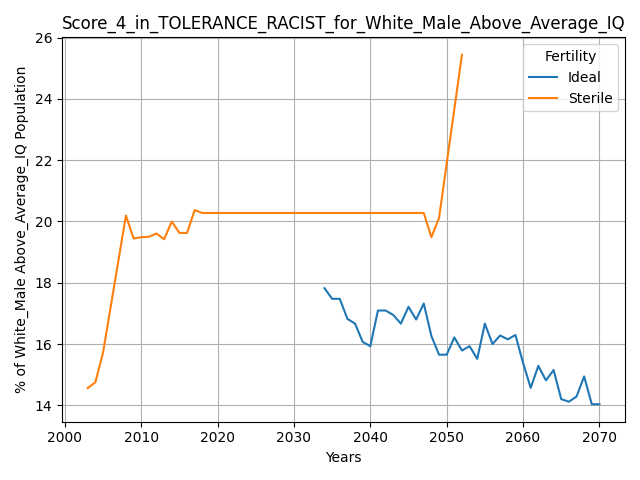 Score_4_in_TOLERANCE_RACIST_for_White_Male_Above_Average_IQ
% of White_Male Above_Average_IQ Population
26
24
22
20
18
16
14
Fertility
Ideal
Sterile
2000 2010 2020 2030 2040 2050 2060 2070
Years